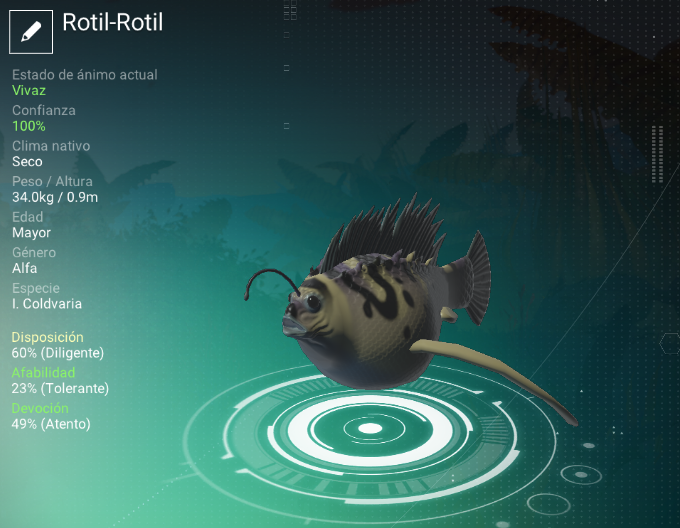 Rotil-Rotil
Estado de ánimo actual
Vivaz
Confianza
100%
Clima nativo
Seco
Peso / Altura
34.0kg / 0.9m
Edad
Mayor
Género
Alfa
Especie
I. Coldvaria
Disposición
60% (Diligente)
Afabilidad
23% (Tolerante)
Devoción
49% (Atento)